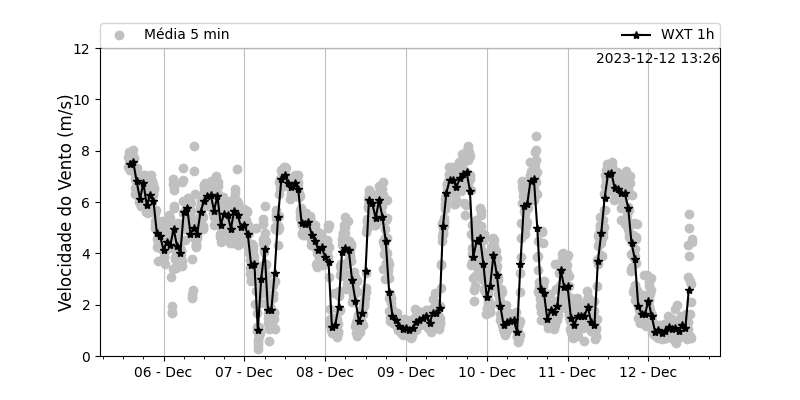 Média 5 min
WXT 1h
2023-12-12 13:26
Velocidade do Vento (m/s)
12
10
8
6
4
2
0
06 - Dec
07 - Dec
08 - Dec
09 - Dec
10 - Dec
11 - Dec
12 - Dec